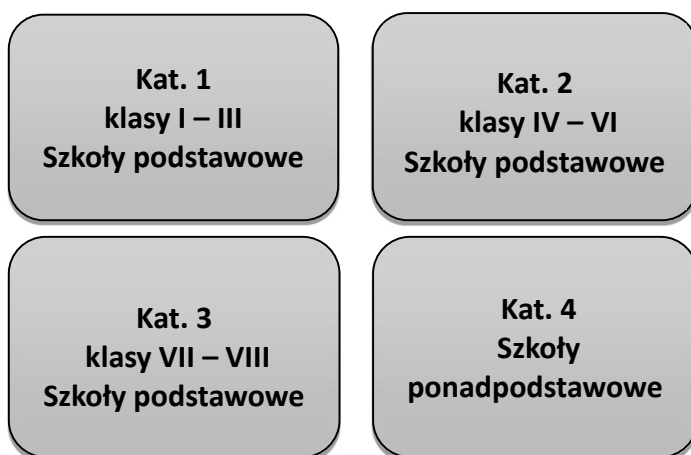 Kat. 1
klasy I – III
Szkoły podstawowe
Kat. 2
klasy IV – VI
Szkoły podstawowe
Kat. 3
klasy VII – VIII
Szkoły podstawowe
Kat. 4
Szkoły
ponadpodstawowe